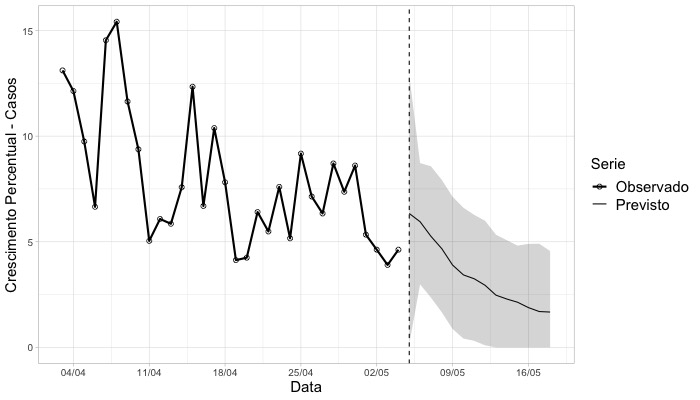 Crescimento Percentual - Casos
15
10
5
0
04/04 11/04 18/04 25/04 02/05 09/05 16/05
Data
Serie
Observado
Previsto